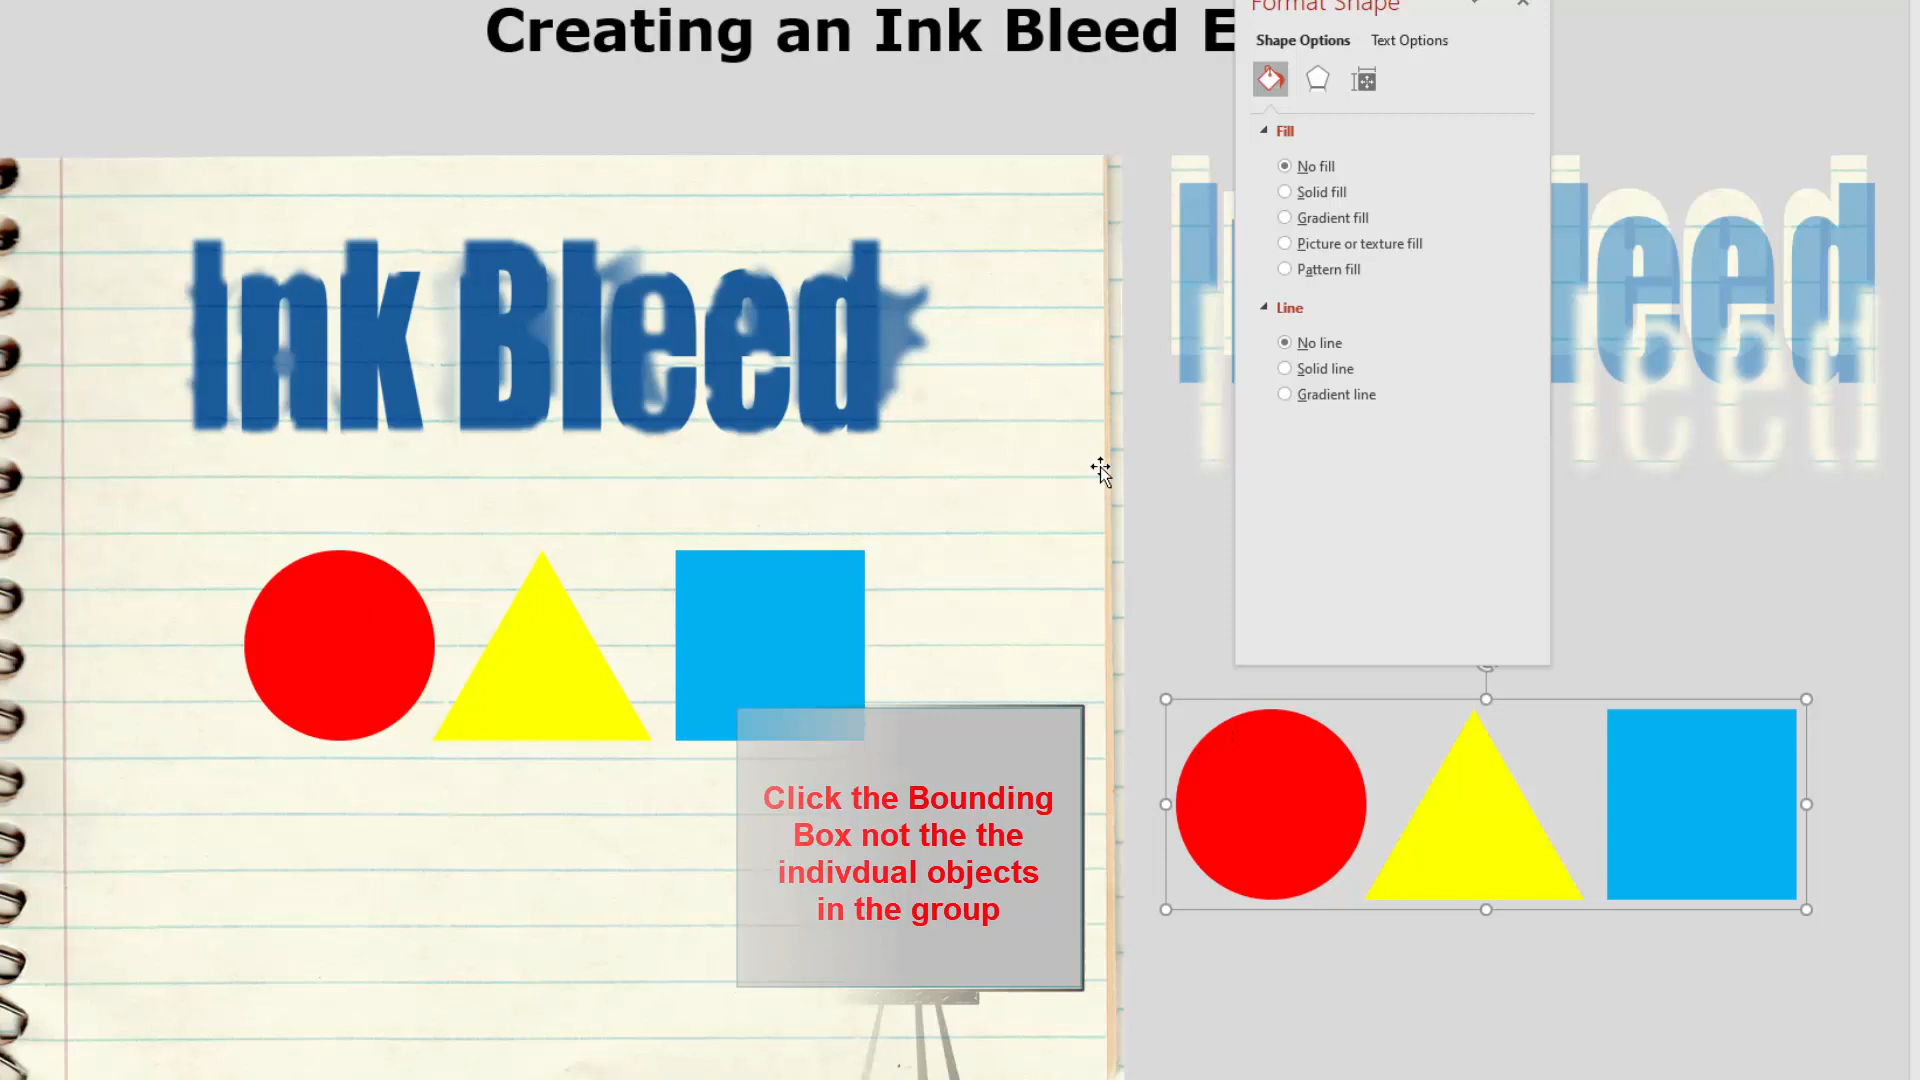 Creating an Ink Bleed E
Format Shape
Shape Options Text Options
Fill
No fill
Solid fill
Gradient fill
Picture or texture fill
Pattern fill
Line
No line
Solid line
Gradient line
Ink Bleed
leed
leed
Click the Bounding
Box not the the
indivdual objects
in the group